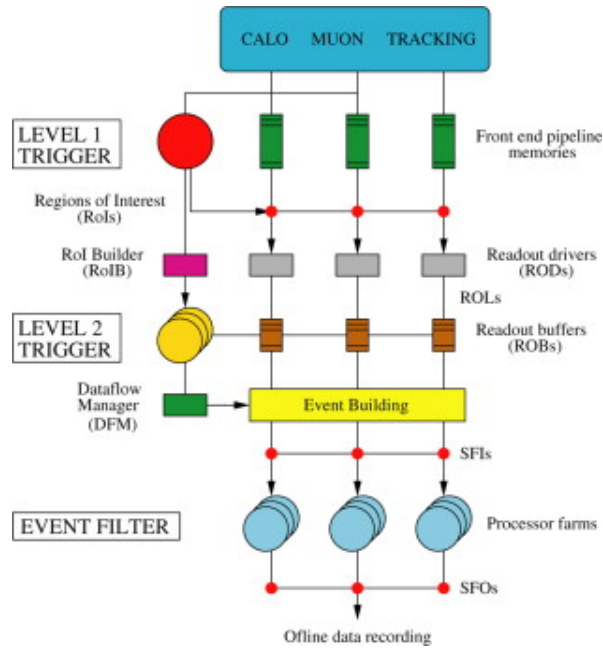 CALO MUON TRACKING
LEVEL 1
TRIGGER
Front end pipeline
memories
Regions of Interest
(RoIs)
RoI Builder
(RoIB)
Readout drivers
(RODs)
ROLs
LEVEL 2
TRIGGER
Readout buffers
(ROBs)
Dataflow
Manager
(DFM)
Event Building
SFIs
EVENT FILTER
Processor farms
SFOs
Ofline data recording